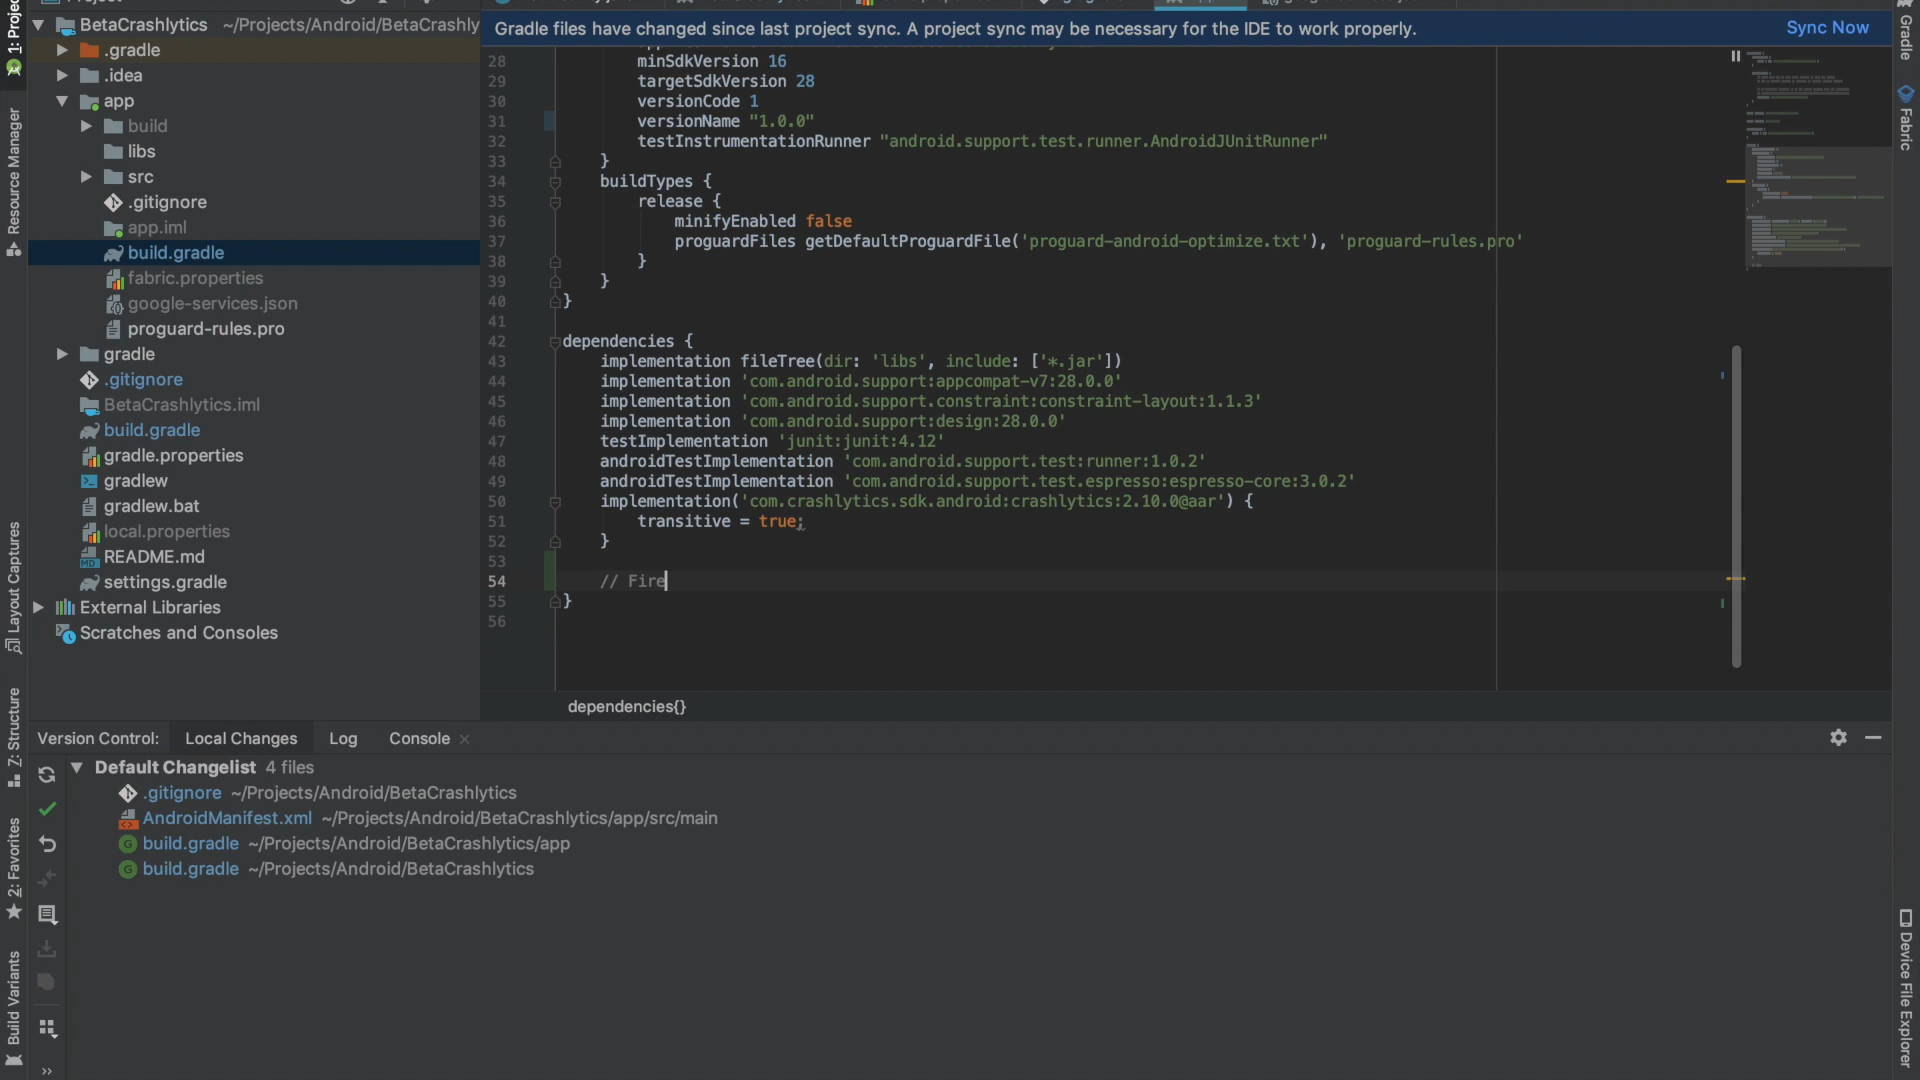 1: Project
Resource Manager
Layout Captures
Z: Structure
2: Favorites
Build Variants
BetaCrashlytics ~/Projects/Android/BetaCrashly
.gradle
.idea
app
build
libs
src
.gitignore
app.iml
build.gradle
fabric.properties
google-services.json
proguard-rules.pro
gradle
.gitignore
BetaCrashlytics.iml
build.gradle
gradle.properties
gradlew
gradlew.bat
local.properties
README.md
settings.gradle
External Libraries
Scratches and Consoles
Gradle files have changed since last project sync. A project sync may be necessary for the IDE to work properly. Sync Now
28 minSdkVersion 16
29 targetSdkVersion 28
30 versionCode 1
31 versionName "1.0.0"
32 testInstrumentationRunner "android.support.test.runner.AndroidJUnitRunner"
33 }
34 buildTypes {
35 release {
36 minifyEnabled false
37 proguardFiles getDefaultProguardFile('proguard-android-optimize.txt'), 'proguard-rules.pro'
38 }
39 }
40 }
41
42 dependencies {
43 implementation fileTree(dir: 'libs', include: ['*.jar'])
44 implementation 'com.android.support:appcompat-v7:28.0.0'
45 implementation 'com.android.support.constraint:constraint-layout:1.1.3'
46 implementation 'com.android.support:design:28.0.0'
47 testImplementation 'junit:junit:4.12'
48 androidTestImplementation 'com.android.support.test:runner:1.0.2'
49 androidTestImplementation 'com.android.support.test.espresso:espresso-core:3.0.2'
50 implementation('com.crashlytics.sdk.android:crashlytics:2.10.0@aar') {
51 transitive = true;
52 }
53
54 // Fire
55 }
56
dependencies{}
Gradle
Fabric
Device File Explorer
Version Control: Local Changes Log Console
Default Changelist 4 files
.gitignore ~/Projects/Android/BetaCrashlytics
AndroidManifest.xml ~/Projects/Android/BetaCrashlytics/app/src/main
build.gradle ~/Projects/Android/BetaCrashlytics/app
build.gradle ~/Projects/Android/BetaCrashlytics